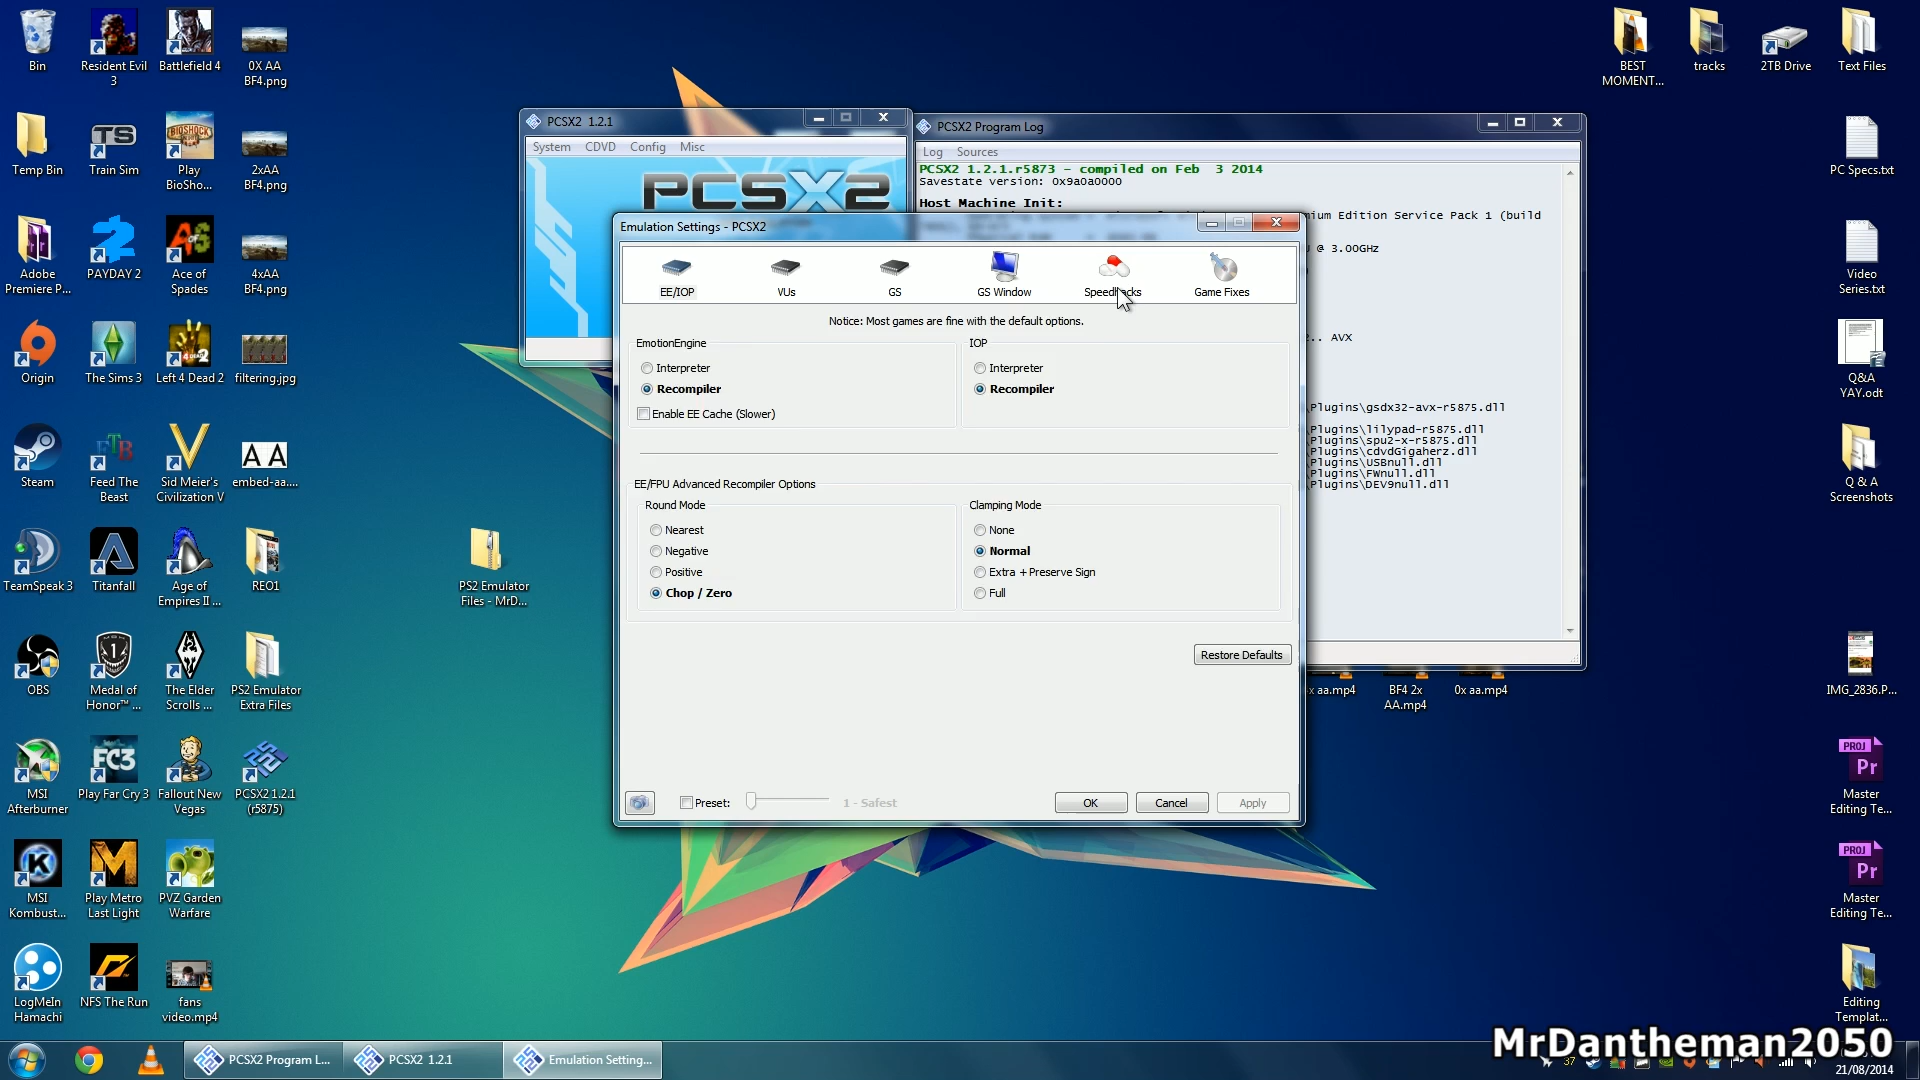 Bin
Resident Evil
3
Battlefield 4
0X AA
BF4.png
BEST
MOMENT...
tracks
2TB Drive
Text Files
Temp Bin
Train Sim
Play
BioSho...
2xAA
BF4.png
PC Specs.txt
Adobe
Premiere P...
PAYDAY 2
Ace of
Spades
4xAA
BF4.png
Video
Series.txt
Origin
The Sims 3
Left 4 Dead 2
filtering.jpg
Q&A
YAY.odt
Steam
Feed The
Beast
Sid Meier's
Civilization V
AA
embed-aa....
Q & A
Screenshots
TeamSpeak 3
Titanfall
Age of
Empires II ...
REO1
PS2 Emulator
Files - MrD...
OBS
Medal of
Honor™ ...
The Elder
Scrolls ...
PS2 Emulator
Extra Files
IMG_2836.P...
MSI
Afterburner
Play Far Cry 3
Fallout New
Vegas
PCSX2 1.2.1
(r5875)
Master
Editing Te...
MSI
Kombust...
Play Metro
Last Light
PVZ Garden
Warfare
Master
Editing Te...
LogMeIn
Hamachi
NFS The Run
fans
video.mp4
Editing
Templat...
x aa.mp4
BF4 2x
AA.mp4
0x aa.mp4
PCSX2 1.2.1
System CDVD Config Misc
PCSX2
PCSX2 Program Log
Log Sources
PCSX2 1.2.1.r5873 - compiled on Feb 3 2014
Savestate version: 0x9a0a0000
Host Machine Init:
mium Edition Service Pack 1 (build
@ 3.00GHz
.. AVX
\Plugins\gsdx32-avx-r5875.dll
\Plugins\lilypad-r5875.dll
\Plugins\spu2-x-r5875.dll
\Plugins\cdvdGigaherz.dll
\Plugins\USBnull.dll
\Plugins\FWnull.dll
\Plugins\DEV9null.dll
Emulation Settings - PCSX2
EE/IOP VUs GS GS Window Speedhacks Game Fixes
Notice: Most games are fine with the default options.
EmotionEngine
Interpreter
Recompiler
Enable EE Cache (Slower)
IOP
Interpreter
Recompiler
EE/FPU Advanced Recompiler Options
Round Mode
Nearest
Negative
Positive
Chop / Zero
Clamping Mode
None
Normal
Extra + Preserve Sign
Full
Restore Defaults
Preset: 1 - Safest
OK Cancel Apply
PCSX2 Program L...
PCSX2 1.2.1
Emulation Setting...
MrDantheman2050
37
21/08/2014